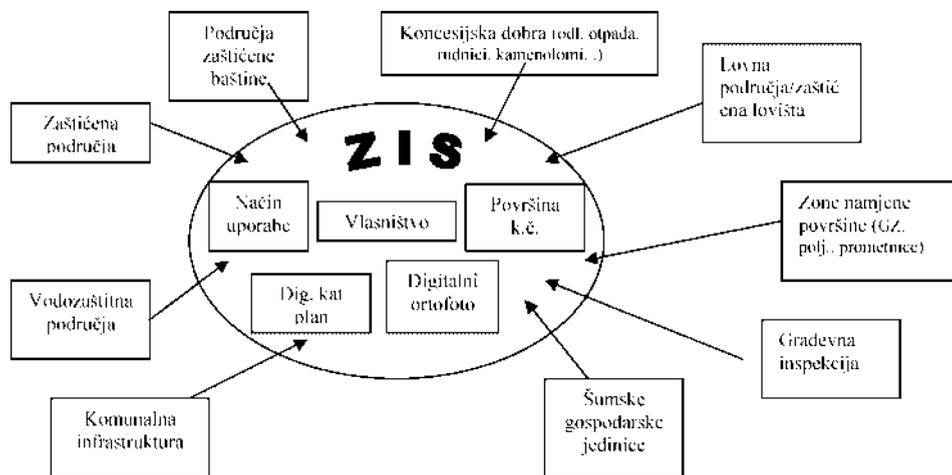 Područja
zaštićene
baštine
Koncesijska dobra (odl. otpada,
rudnici, kamenolomi. .)
Lovna
područja/zaštić
ena lovišta
Zaštićena
područja
ZIS
Način
uporabe
Vlasništvo
Površina
k.č.
Zone namjene
površine (GZ,
polj., prometnice)
Vodozaštitna
područja
Dig. kat
plan
Digitalni
ortofoto
Građevna
inspekcija
Komunalna
infrastruktura
Šumske
gospodarske
jedinice